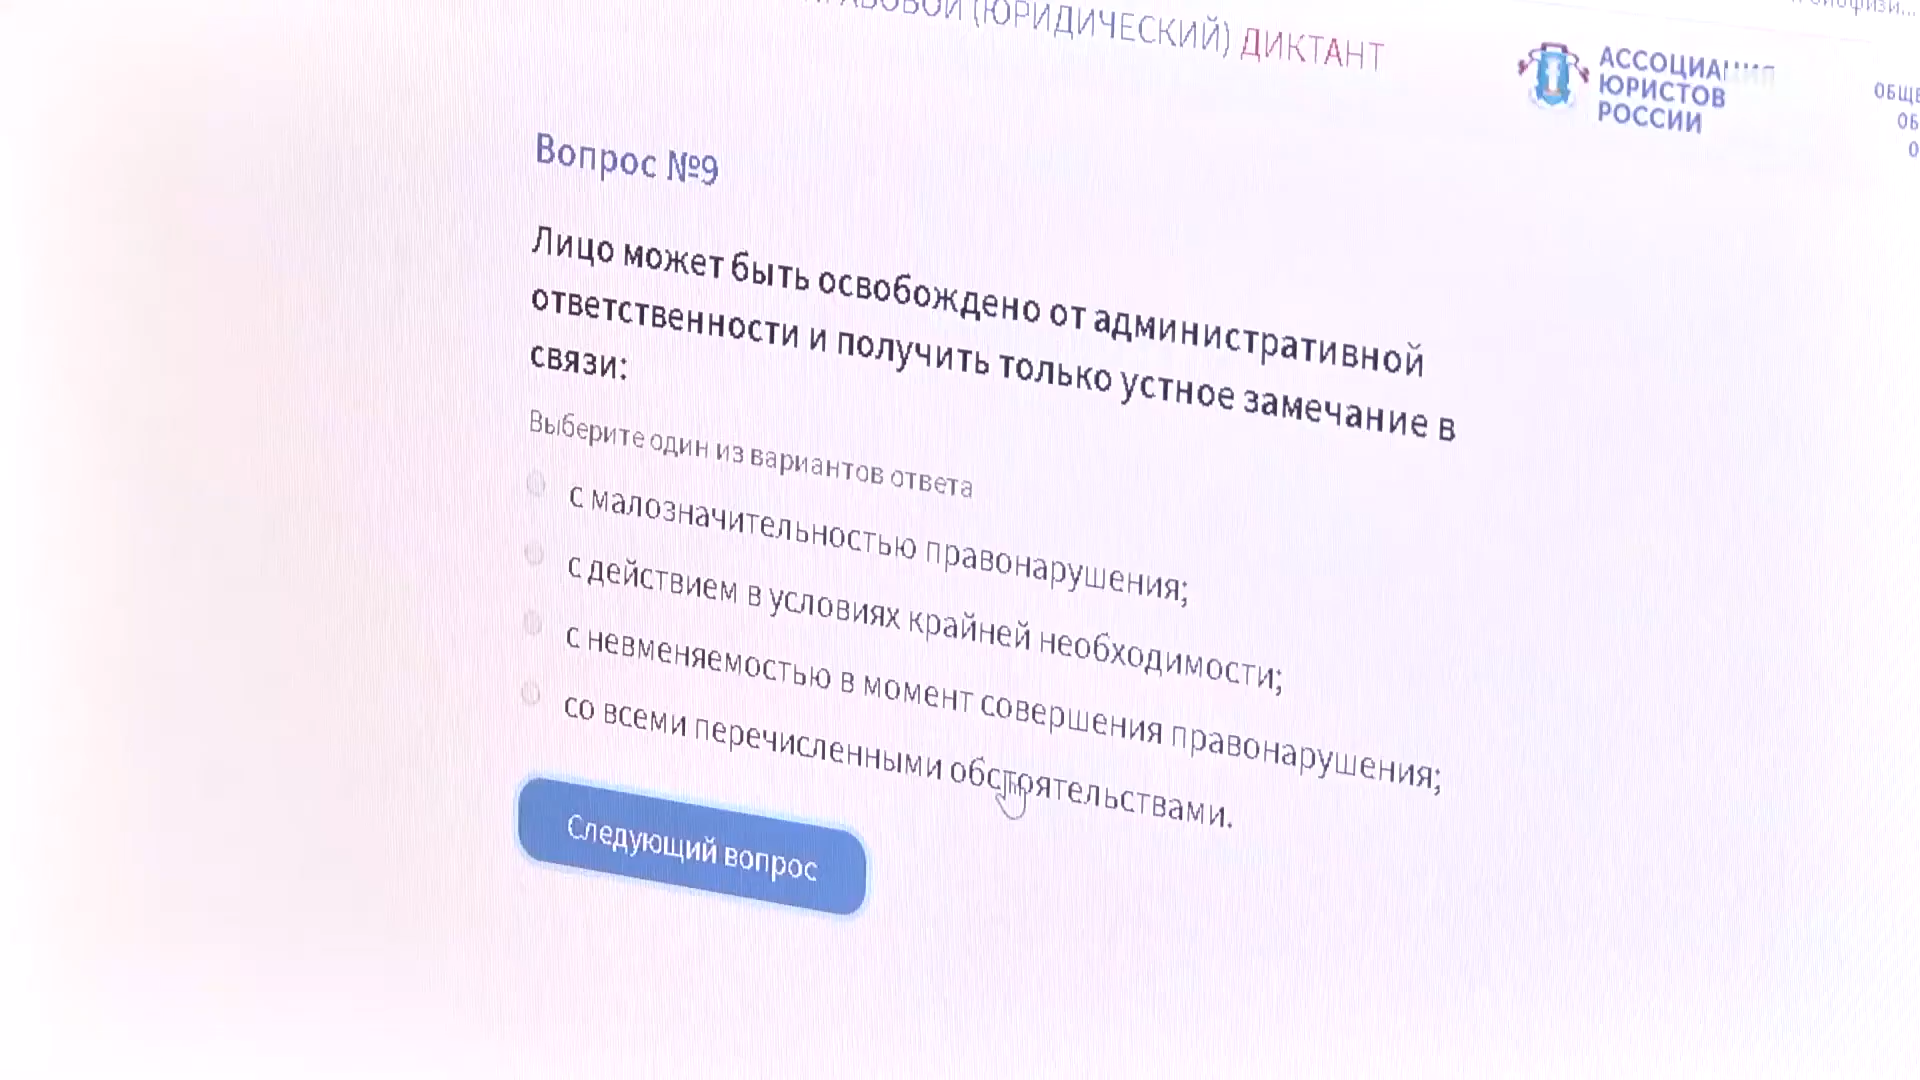 (ЮРИДИЧЕСКИЙ) ДИКТАНТ
АССОЦИАЦИЯ
ЮРИСТОВ
РОССИИ
Вопрос №9
Лицо может быть освобождено от административной
ответственности и получить только устное замечание в
связи:
Выберите один из вариантов ответа
с малозначительностью правонарушения;
с действием в условиях крайней необходимости;
с невменяемостью в момент совершения правонарушения;
со всеми перечисленными обстоятельствами.
Следующий вопрос